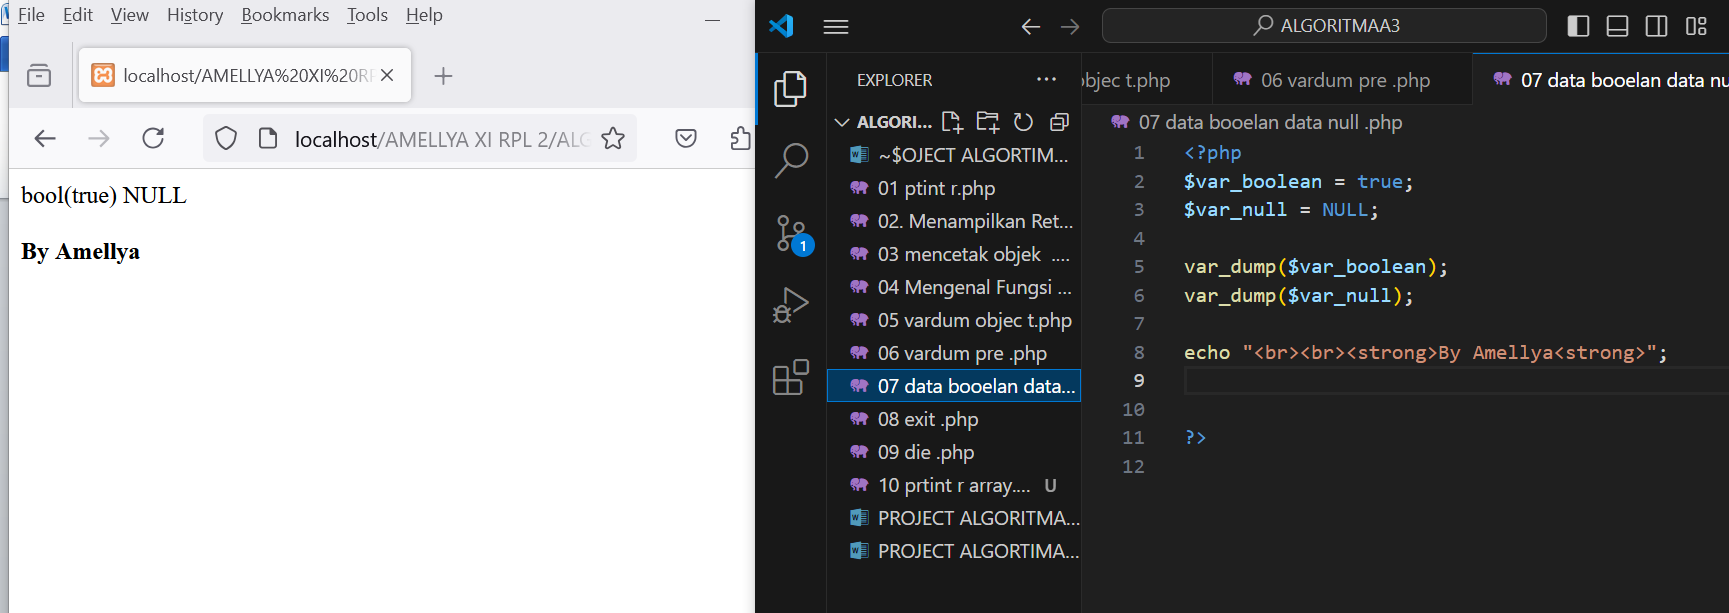 File Edit View History Bookmarks Tools Help
localhost/AMELLYA%20XI%20RF
localhost/AMELLYA XI RPL 2/ALG
bool(true) NULL
By Amellya
ALGORITMAA3
EXPLORER
ALGORI...
~$OJECT ALGORTIM...
01 ptint r.php
02. Menampilkan Ret...
03 mencetak objek ....
04 Mengenal Fungsi ...
05 vardum objec t.php
06 vardum pre .php
07 data booelan data...
08 exit .php
09 die .php
10 prtint r array.... U
PROJECT ALGORITMA...
PROJECT ALGORTIMA...
1
objec t.php 06 vardum pre .php 07 data booelan data nu
07 data booelan data null .php
1 <?php
2 $var_boolean = true;
3 $var_null = NULL;
4
5 var_dump($var_boolean);
6 var_dump($var_null);
7
8 echo "<br><br><strong>By Amellya<strong>";
9
10
11 ?>
12